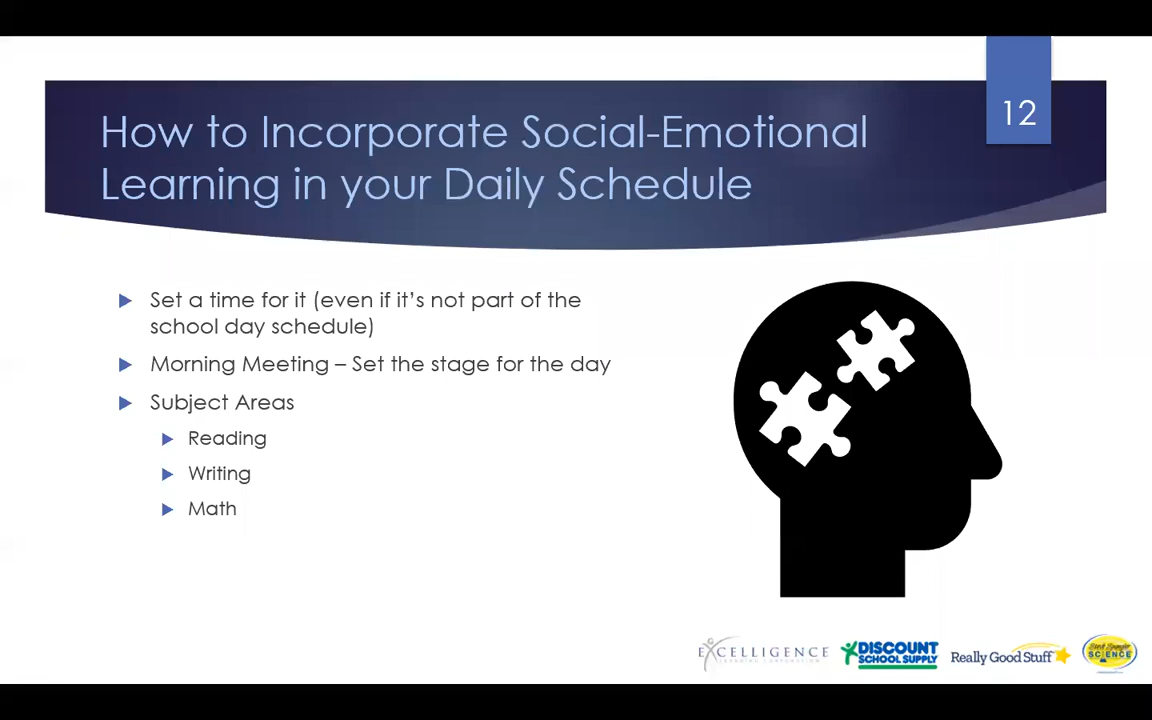 12
How to Incorporate Social-Emotional
Learning in your Daily Schedule
Set a time for it (even if it's not part of the
school day schedule)
Morning Meeting – Set the stage for the day
Subject Areas
Reading
Writing
Math
EXCELLIGENCE
LEARNING CORPORATION
DISCOUNT
SCHOOL SUPPLY
Really Good Stuff
SCIENCE